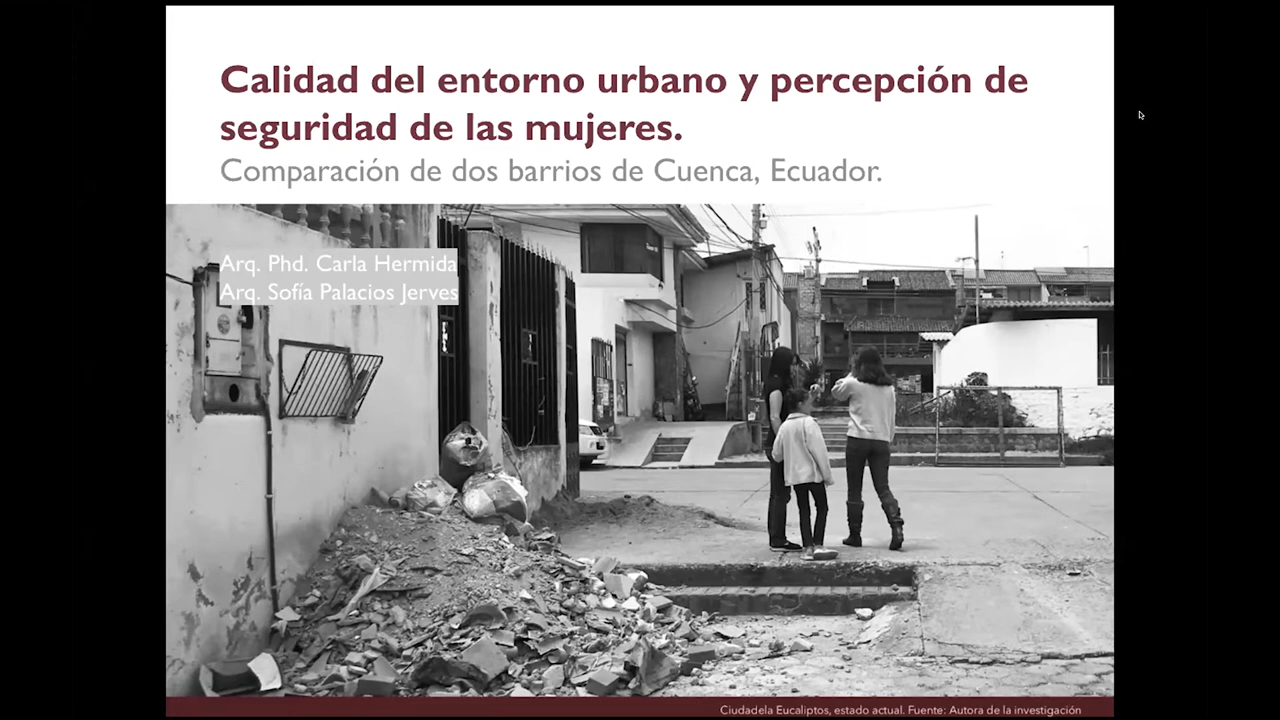 Calidad del entorno urbano y percepción de
seguridad de las mujeres.
Comparación de dos barrios de Cuenca, Ecuador.
Arq. Phd. Carla Hermida
Arq. Sofía Palacios Jerves
Ciudadela Eucaliptos, estado actual. Fuente: Autora de la investigación